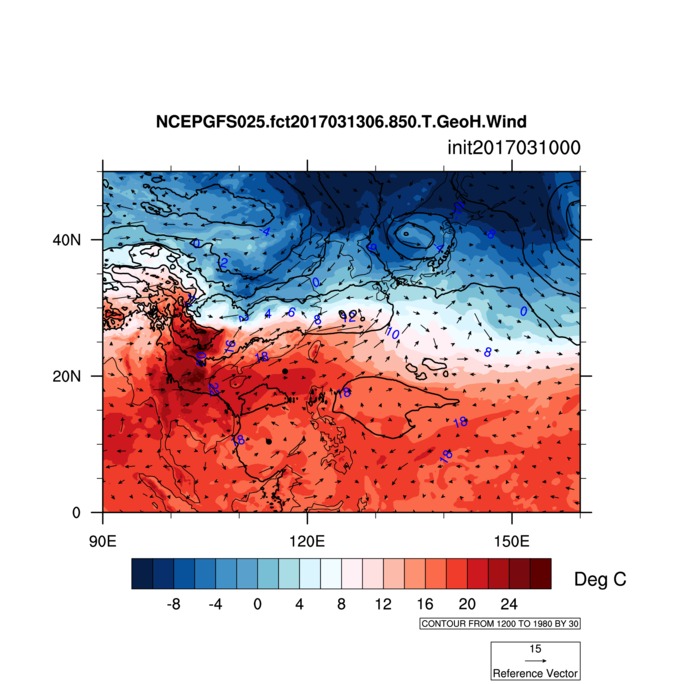 NCEPGFS025.fct2017031306.850.T.GeoH.Wind
init2017031000
40N
20N
0
90E
120E
150E
-8
-4
0
4
8
12
16
20
24
Deg C
CONTOUR FROM 1200 TO 1980 BY 30
15
Reference Vector